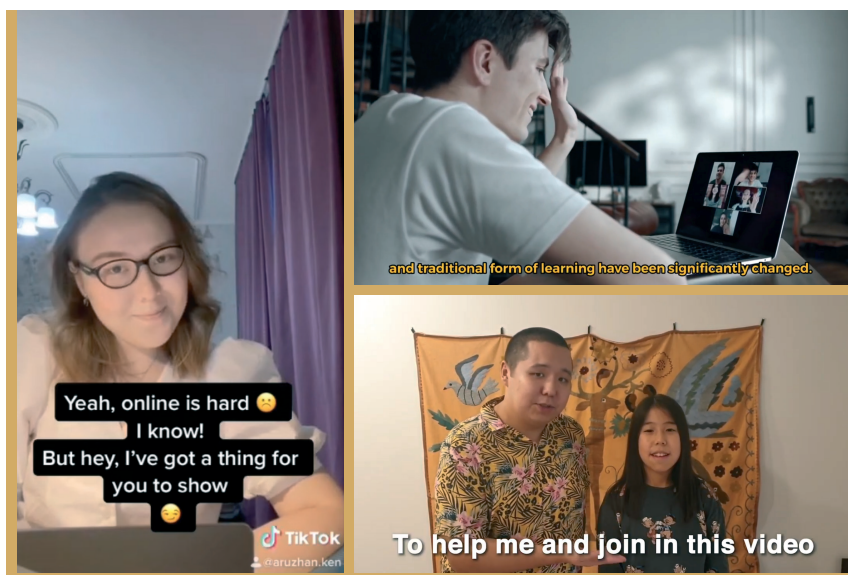 Yeah, online is hard ☹️
I know!
But hey, I've got a thing for
you to show
😏
TikTok
@aruzhan.ken
and traditional form of learning have been significantly changed.
To help me and join in this video